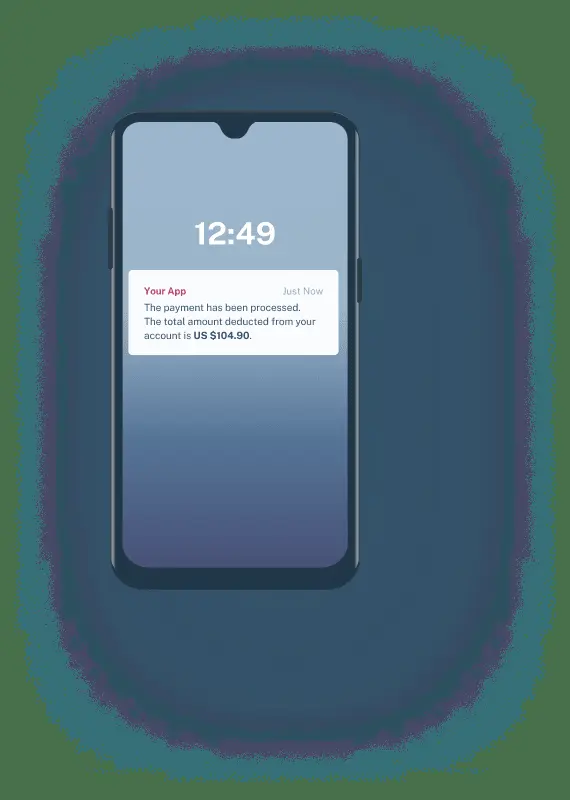 12:49
Your App Just Now
The payment has been processed.
The total amount deducted from your
account is US $104.90.